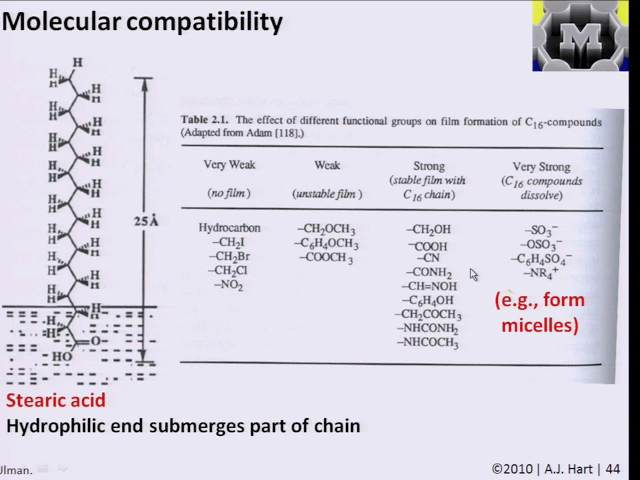 Molecular compatibility
M
H
25Å
HO
O
Table 2.1. The effect of different functional groups on film formation of C₁₆-compounds
(Adapted from Adam [118].)
Very Weak
(no film)
Hydrocarbon
–CH₂I
–CH₂Br
–CH₂Cl
–NO₂
Weak
(unstable film)
–CH₂OCH₃
–C₆H₄OCH₃
–COOCH₃
Strong
(stable film with
C₁₆ chain)
–CH₂OH
–COOH
–CN
–CONH₂
–CH=NOH
–C₆H₄OH
–CH₂COCH₃
–NHCONH₂
–NHCOCH₃
Very Strong
(C₁₆ compounds
dissolve)
–SO₃⁻
–OSO₃⁻
–C₆H₄SO₄⁻
–NR₄⁺
(e.g., form
micelles)
Stearic acid
Hydrophilic end submerges part of chain
Ulman.
©2010 | A.J. Hart | 44